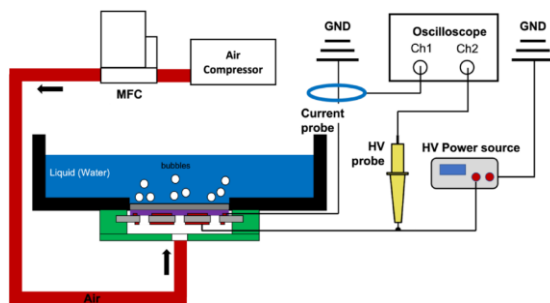 GND
Oscilloscope
GND
Ch1
Ch2
Air
Compressor
MFC
Current
probe
HV
probe
HV Power source
Liquid (Water)
bubbles
Air